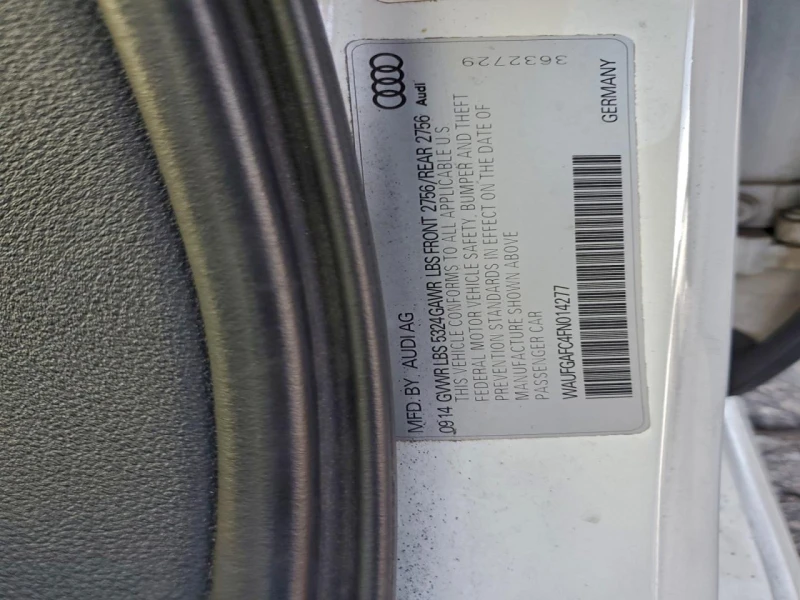 MFD. BY AUDI AG
09 14 GVWR LBS 5324 GAWR LBS FRONT 2756/REAR 2756
Audi
THIS VEHICLE CONFORMS TO ALL APPLICABLE U S
FEDERAL MOTOR VEHICLE SAFETY, BUMPER AND THEFT
PREVENTION STANDARDS IN EFFECT ON THE DATE OF
MANUFACTURE SHOWN ABOVE
PASSENGER CAR
3632729
WAUFGAFC4FN014277
GERMANY